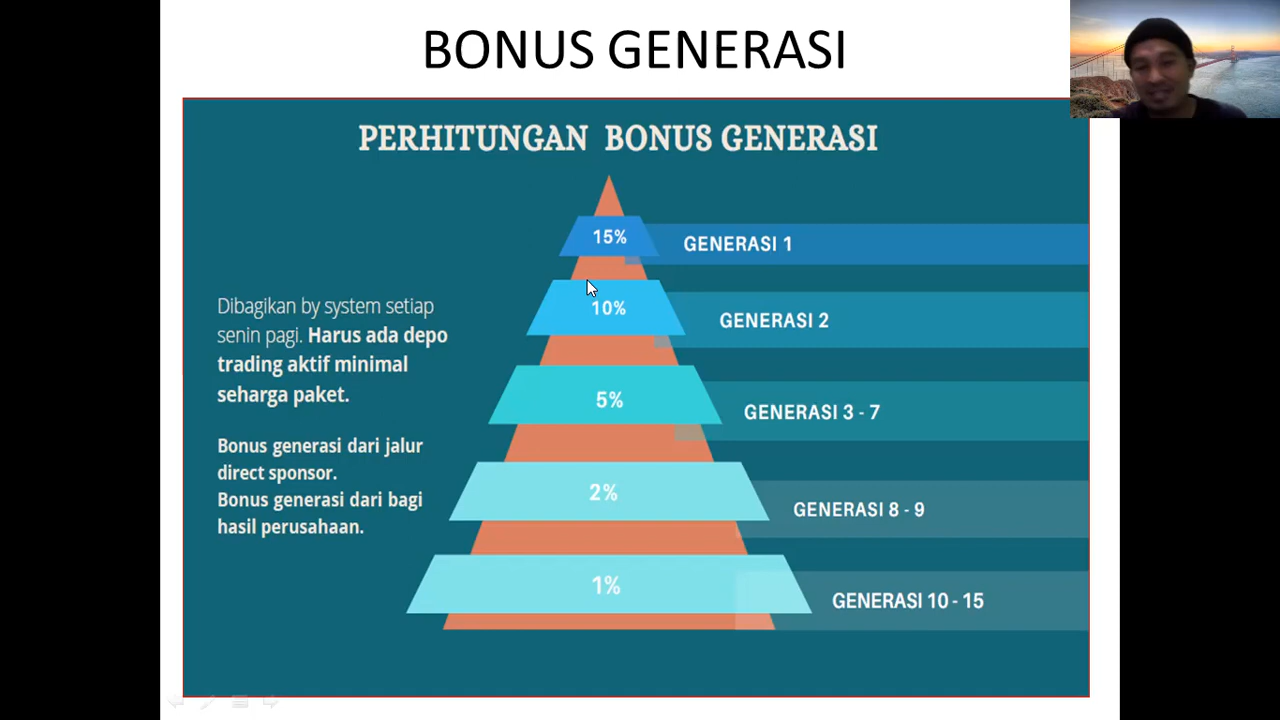 BONUS GENERASI
PERHITUNGAN BONUS GENERASI
15%
GENERASI 1
10%
GENERASI 2
5%
GENERASI 3 - 7
2%
GENERASI 8 - 9
1%
GENERASI 10 - 15
Dibagikan by system setiap
senin pagi. Harus ada depo
trading aktif minimal
seharga paket.
Bonus generasi dari jalur
direct sponsor.
Bonus generasi dari bagi
hasil perusahaan.